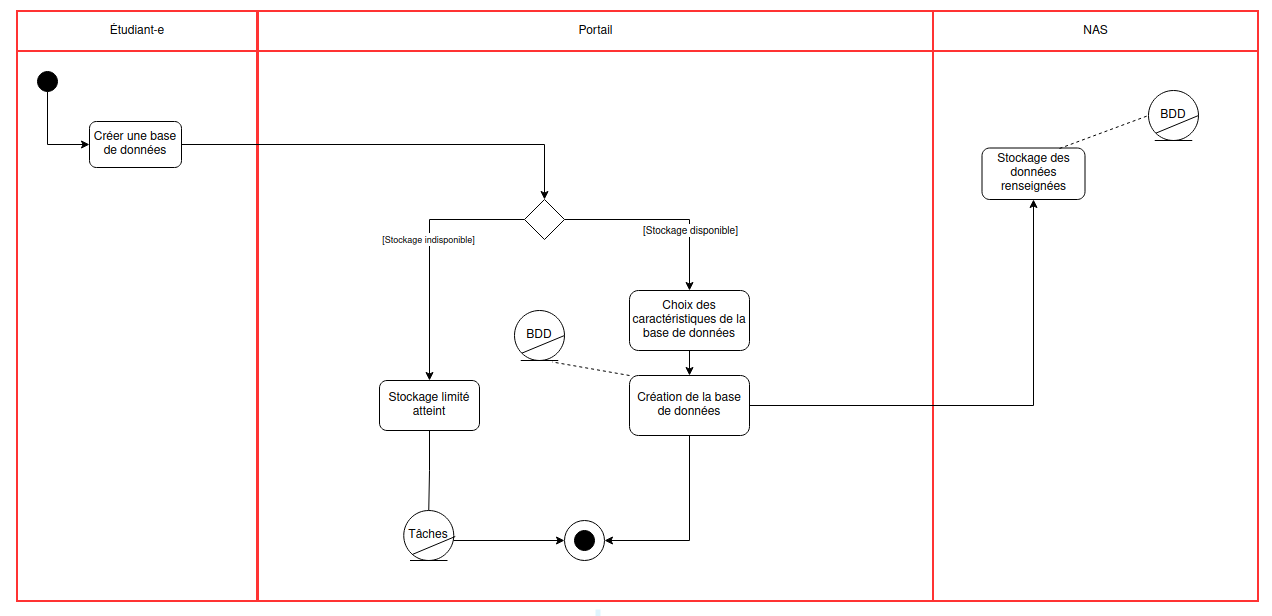 Étudiant-e
Portail
NAS
BDD
Créer une base
de données
Stockage des
données
renseignées
[Stockage indisponible]
[Stockage disponible]
Choix des
caractéristiques de la
base de données
BDD
Stockage limité
atteint
Création de la base
de données
Tâches